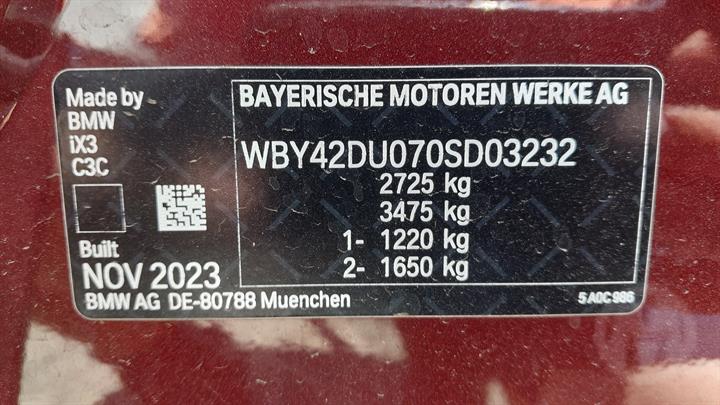 Made by
BMW
iX3
C3C
Built
NOV 2023
BMW AG DE-80788 Muenchen
BAYERISCHE MOTOREN WERKE AG
WBY42DU070SD03232
2725 kg
3475 kg
1- 1220 kg
2- 1650 kg
5A0C986